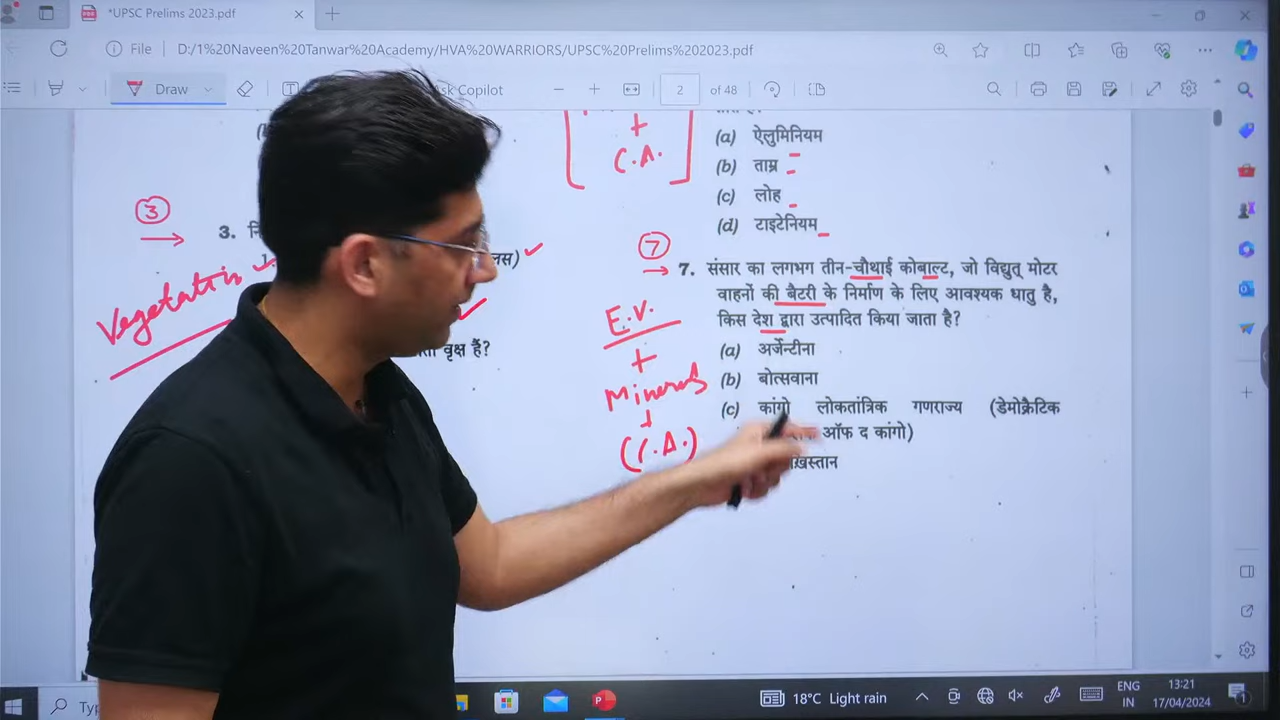 *UPSC Prelims 2023.pdf
File D:/1%20Naveen%20Tanwar%20Academy/HVA%20WARRIORS/UPSC%20Prelims%202023.pdf
Draw
Ask Copilot
2 of 48
+
C.A.
(a) ऐलुमिनियम
(b) ताम्र
(c) लोह
(d) टाइटेनियम
3
3.
Vegetation
वृक्ष हैं?
7
7. संसार का लगभग तीन-चौथाई कोबाल्ट, जो विद्युत् मोटर
वाहनों की बैटरी के निर्माण के लिए आवश्यक धातु है,
किस देश द्वारा उत्पादित किया जाता है?
E.V.
+
Minerals
(C.A.)
(a) अर्जेन्टीना
(b) बोत्सवाना
(c) कांगो लोकतांत्रिक गणराज्य (डेमोक्रैटिक
ऑफ द कांगो)
18°C Light rain
ENG
IN
13:21
17/04/2024